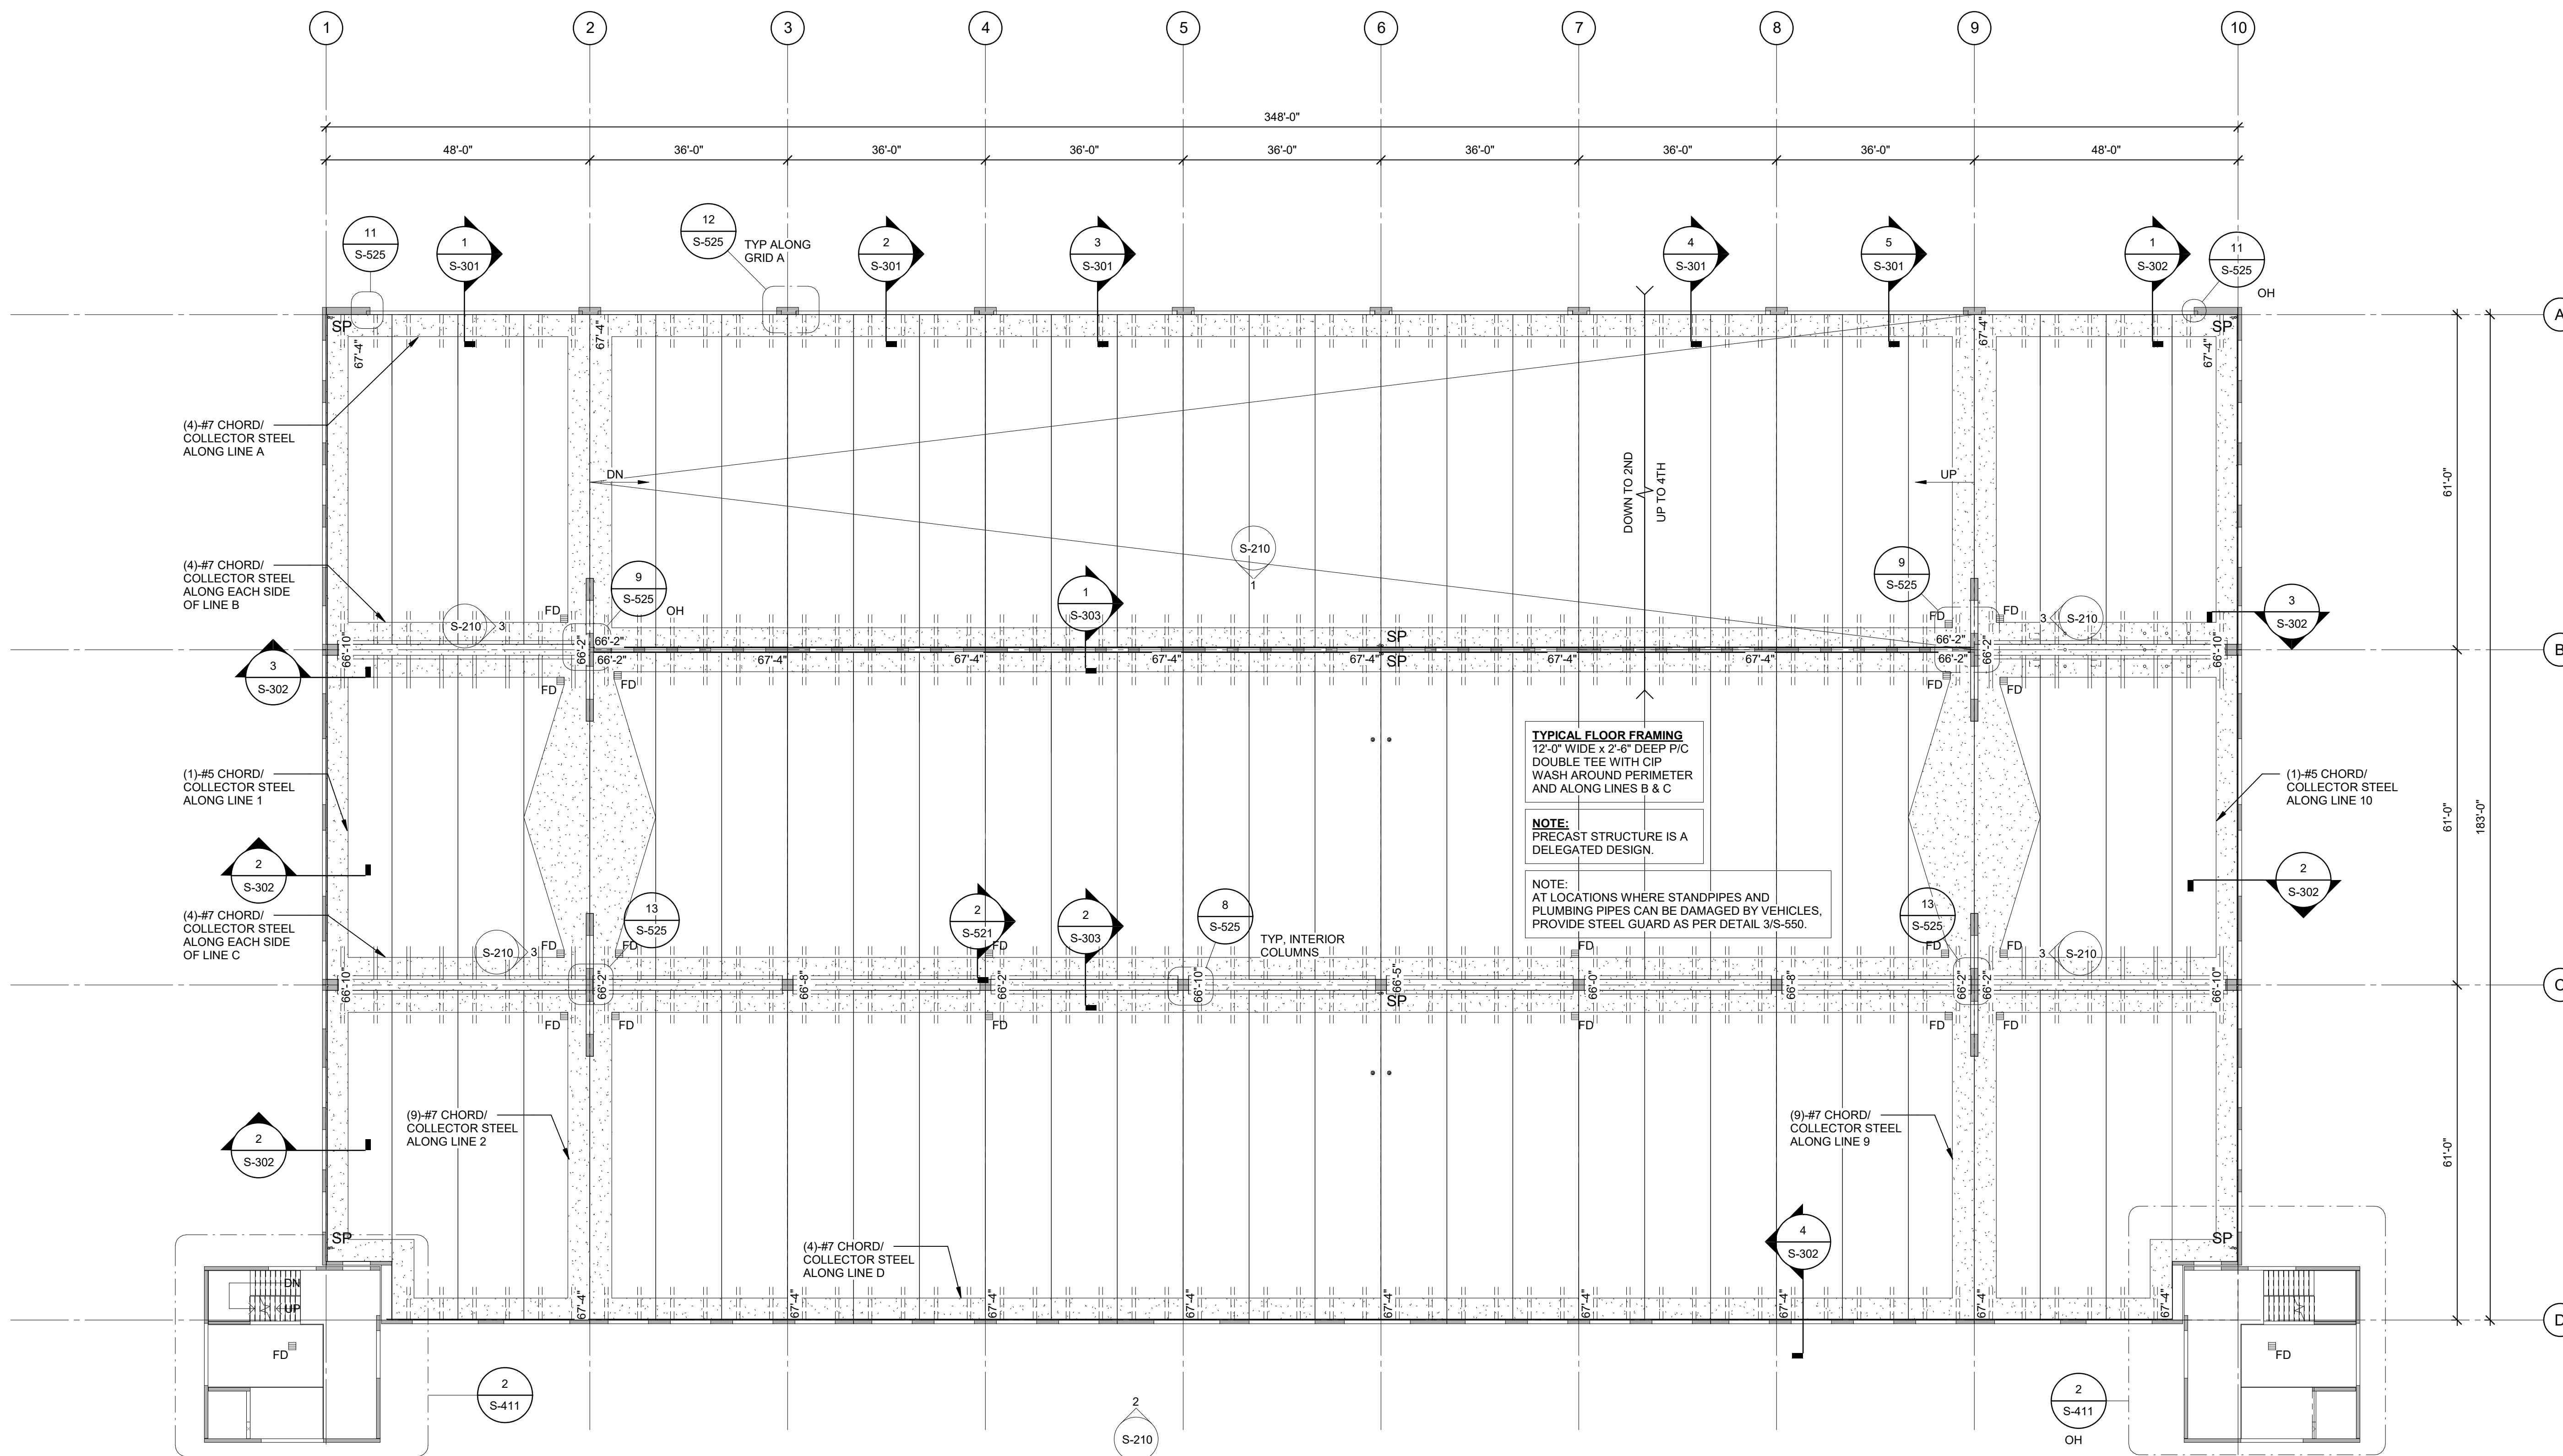 1
2
3
4
5
6
7
8
9
10
348'-0"
48'-0"
36'-0"
36'-0"
36'-0"
36'-0"
36'-0"
36'-0"
36'-0"
48'-0"
11
S-525
1
S-301
12
S-525
TYP ALONG
GRID A
2
S-301
3
S-301
4
S-301
5
S-301
1
S-302
11
S-525
OH
A
SP
67'-4"
67'-4"
67'-4"
67'-4"
SP
(4)-#7 CHORD/
COLLECTOR STEEL
ALONG LINE A
DN
DOWN TO 2ND
UP TO 4TH
UP
61'-0"
S-210
1
(4)-#7 CHORD/
COLLECTOR STEEL
ALONG EACH SIDE
OF LINE B
9
S-525
OH
1
S-303
9
S-525
3
S-302
FD
S-210
3
FD
FD
3
S-210
66'-10"
66'-2"
66'-2"
66'-2"
67'-4"
67'-4"
67'-4"
67'-4"
SP
SP
67'-4"
67'-4"
66'-2"
66'-2"
66'-2"
66'-10"
B
3
S-302
FD
FD
FD
FD
TYPICAL FLOOR FRAMING
12'-0" WIDE x 2'-6" DEEP P/C
DOUBLE TEE WITH CIP
WASH AROUND PERIMETER
AND ALONG LINES B & C
NOTE:
PRECAST STRUCTURE IS A
DELEGATED DESIGN.
NOTE:
AT LOCATIONS WHERE STANDPIPES AND
PLUMBING PIPES CAN BE DAMAGED BY VEHICLES,
PROVIDE STEEL GUARD AS PER DETAIL 3/S-550.
(1)-#5 CHORD/
COLLECTOR STEEL
ALONG LINE 1
(1)-#5 CHORD/
COLLECTOR STEEL
ALONG LINE 10
61'-0"
183'-0"
2
S-302
2
S-302
(4)-#7 CHORD/
COLLECTOR STEEL
ALONG EACH SIDE
OF LINE C
13
S-525
2
S-521
2
S-303
8
S-525
TYP, INTERIOR
COLUMNS
13
S-525
S-210
3
FD
FD
FD
FD
FD
FD
3
S-210
66'-10"
66'-2"
66'-8"
66'-2"
66'-10"
66'-5"
SP
66'-0"
66'-8"
66'-2"
66'-2"
66'-10"
C
FD
FD
FD
FD
FD
FD
2
S-302
(9)-#7 CHORD/
COLLECTOR STEEL
ALONG LINE 2
(9)-#7 CHORD/
COLLECTOR STEEL
ALONG LINE 9
61'-0"
SP
(4)-#7 CHORD/
COLLECTOR STEEL
ALONG LINE D
4
S-302
SP
DN
UP
67'-4"
67'-4"
67'-4"
67'-4"
67'-4"
67'-4"
67'-4"
67'-4"
67'-4"
D
FD
FD
2
S-411
2
S-210
2
S-411
OH